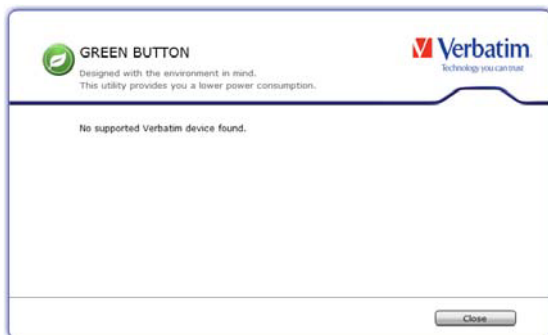 GREEN BUTTON
Designed with the environment in mind.
This utility provides you a lower power consumption.
Verbatim
Technology you can trust
No supported Verbatim device found.
Close